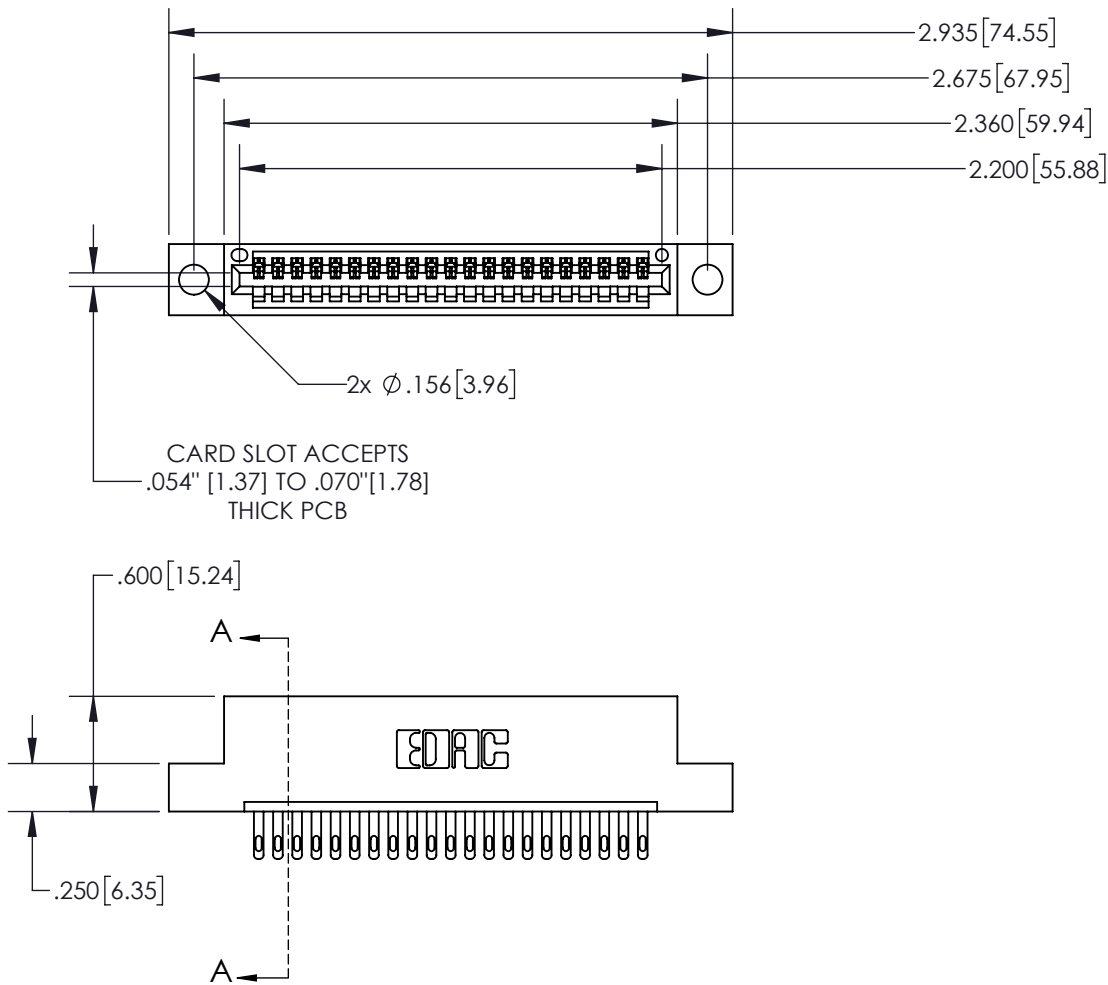 2.935[74.55]
2.675[67.95]
2.360[59.94]
2.200[55.88]
2x ∅.156[3.96]
CARD SLOT ACCEPTS
.054" [1.37] TO .070"[1.78]
THICK PCB
.600[15.24]
A
EDAC
.250[6.35]
A